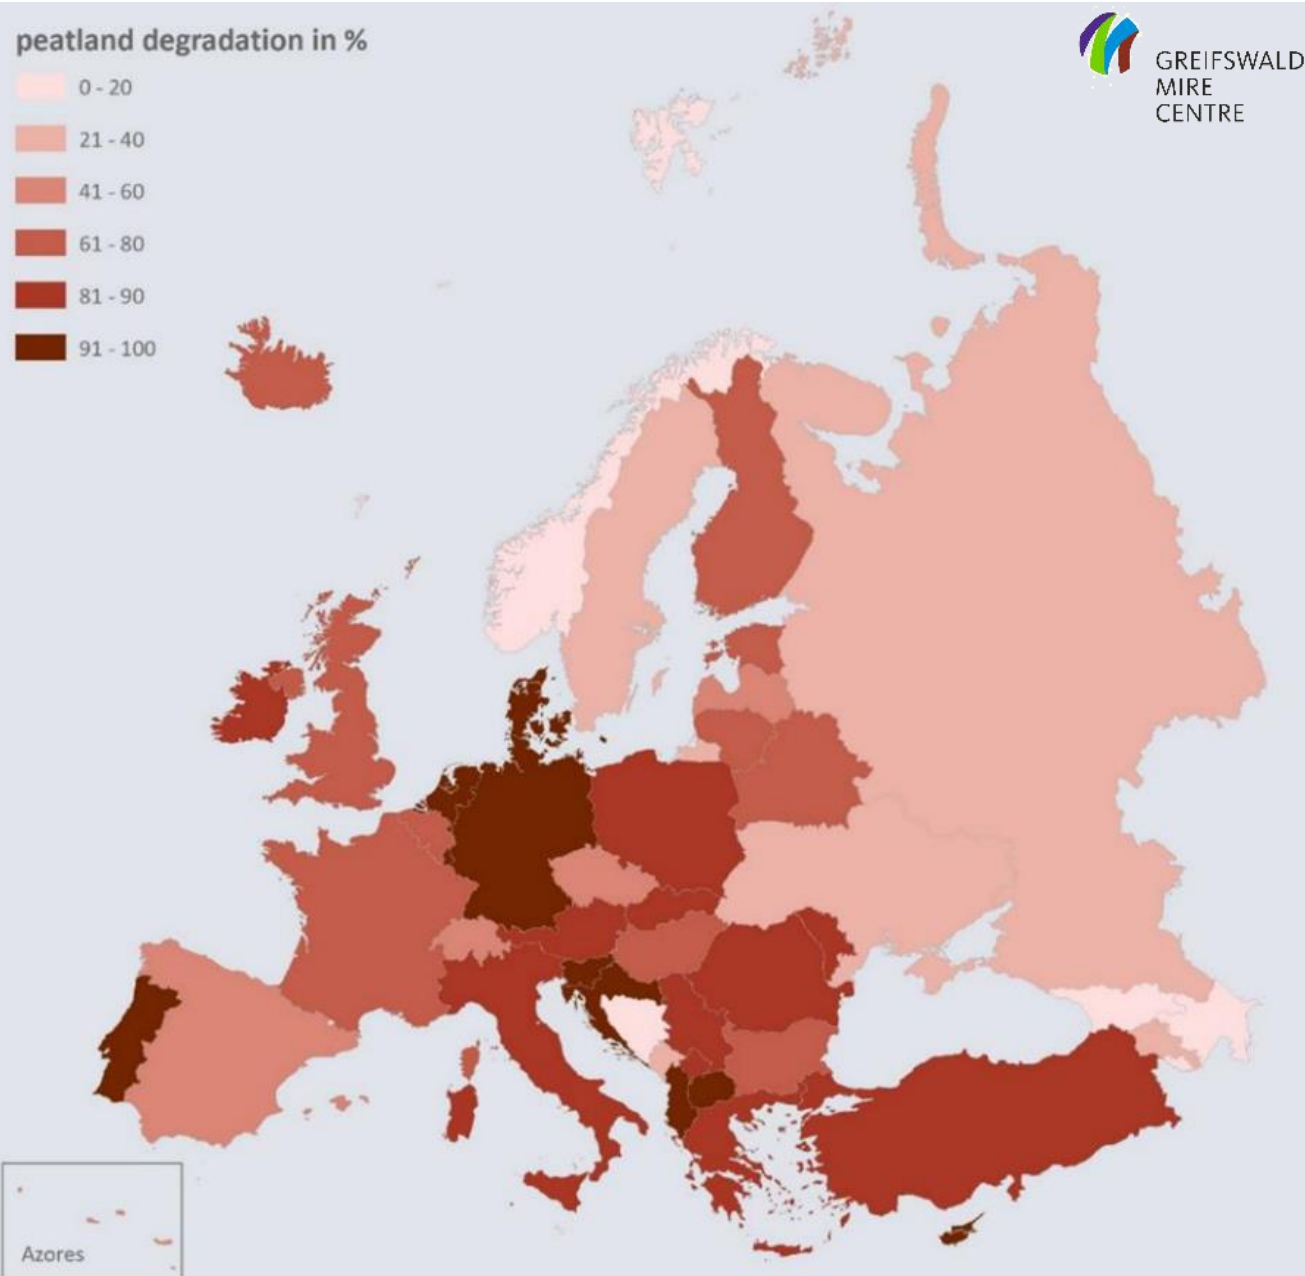 peatland degradation in %
0 - 20
21 - 40
41 - 60
61 - 80
81 - 90
91 - 100
GREIFSWALD
MIRE
CENTRE
Azores